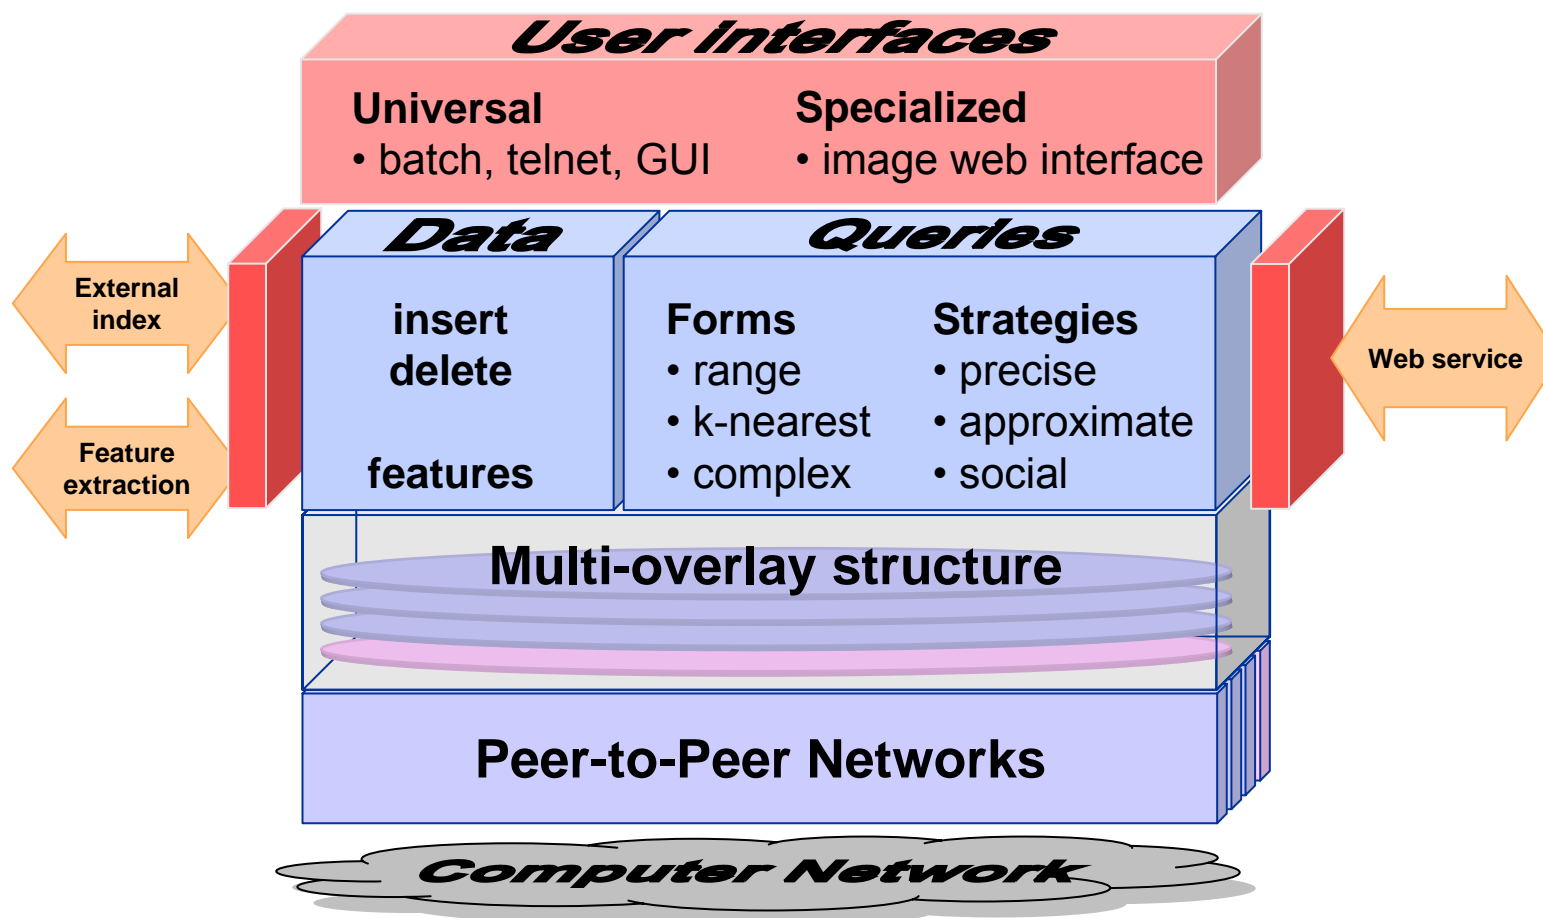 User interfaces
Universal
• batch, telnet, GUI
Specialized
• image web interface
Data
insert
delete
features
Queries
Forms
• range
• k-nearest
• complex
Strategies
• precise
• approximate
• social
External
index
Feature
extraction
Web service
Multi-overlay structure
Peer-to-Peer Networks
Computer Network